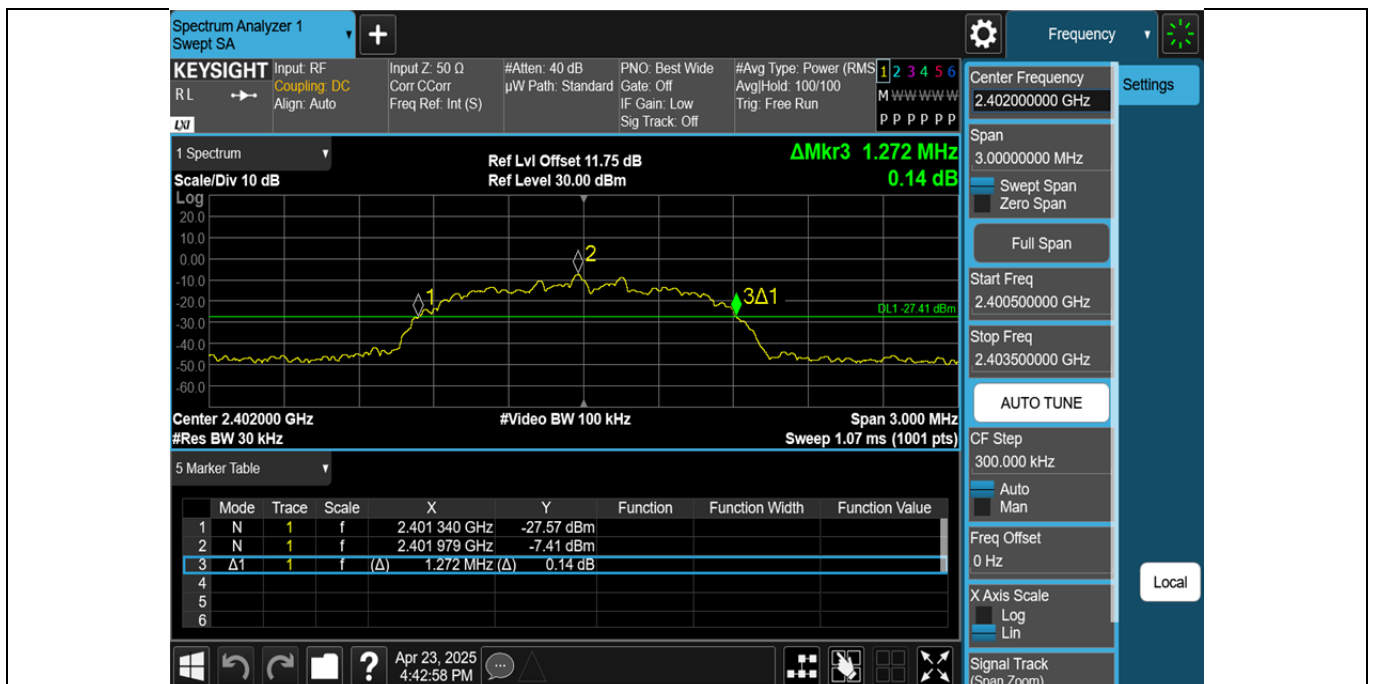 Spectrum Analyzer 1
Swept SA
+
Frequency
KEYSIGHT
RL
LXI
Input: RF
Coupling: DC
Align: Auto
Input Z: 50 Ω
Corr CCorr
Freq Ref: Int (S)
#Atten: 40 dB
µW Path: Standard
PNO: Best Wide
Gate: Off
IF Gain: Low
Sig Track: Off
#Avg Type: Power (RMS
Avg|Hold: 100/100
Trig: Free Run
1 2 3 4 5 6
M W W W W W
P P P P P P
1 Spectrum
Scale/Div 10 dB
Ref Lvl Offset 11.75 dB
Ref Level 30.00 dBm
ΔMkr3 1.272 MHz
0.14 dB
Log
20.0
10.0
0.00
-10.0
-20.0
-30.0
-40.0
-50.0
-60.0
1
2
3Δ1
DL1 -27.41 dBm
Center 2.402000 GHz
#Video BW 100 kHz
Span 3.000 MHz
#Res BW 30 kHz
Sweep 1.07 ms (1001 pts)
5 Marker Table
Mode Trace Scale X Y Function Function Width Function Value
1 N 1 f 2.401 340 GHz -27.57 dBm
2 N 1 f 2.401 979 GHz -7.41 dBm
3 Δ1 1 f (Δ) 1.272 MHz (Δ) 0.14 dB
4
5
6
?
Apr 23, 2025
4:42:58 PM
Center Frequency
2.402000000 GHz
Settings
Span
3.00000000 MHz
Swept Span
Zero Span
Full Span
Start Freq
2.400500000 GHz
Stop Freq
2.403500000 GHz
AUTO TUNE
CF Step
300.000 kHz
Auto
Man
Freq Offset
0 Hz
Local
X Axis Scale
Log
Lin
Signal Track
(Span Zoom)